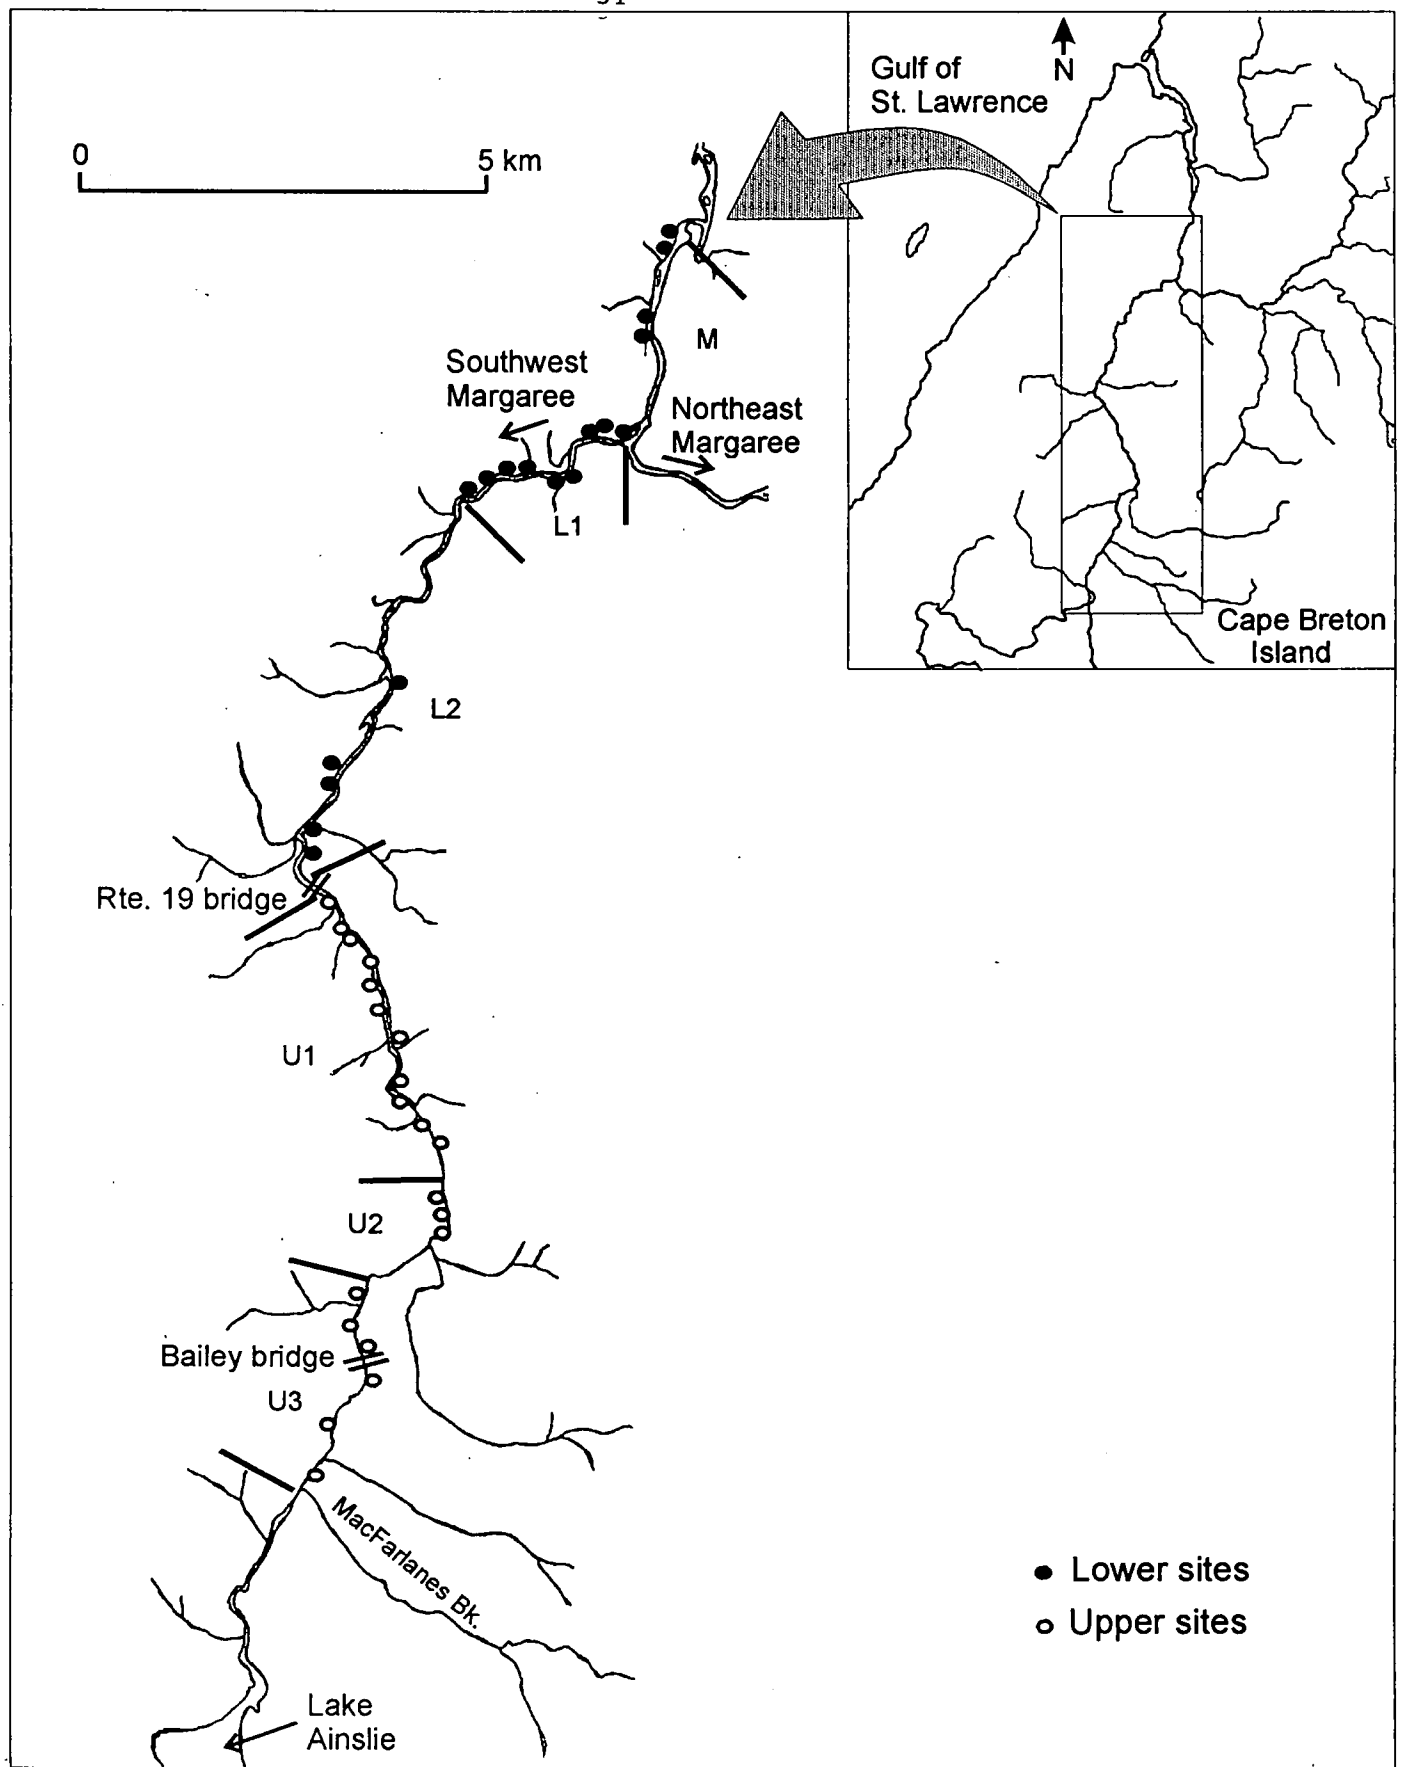 Gulf of
St. Lawrence
N
0
5 km
M
Southwest
Margaree
Northeast
Margaree
L1
Cape Breton
Island
L2
Rte. 19 bridge
U1
U2
Bailey bridge
U3
MacFarlanes Bk.
Lower sites
Upper sites
Lake
Ainslie